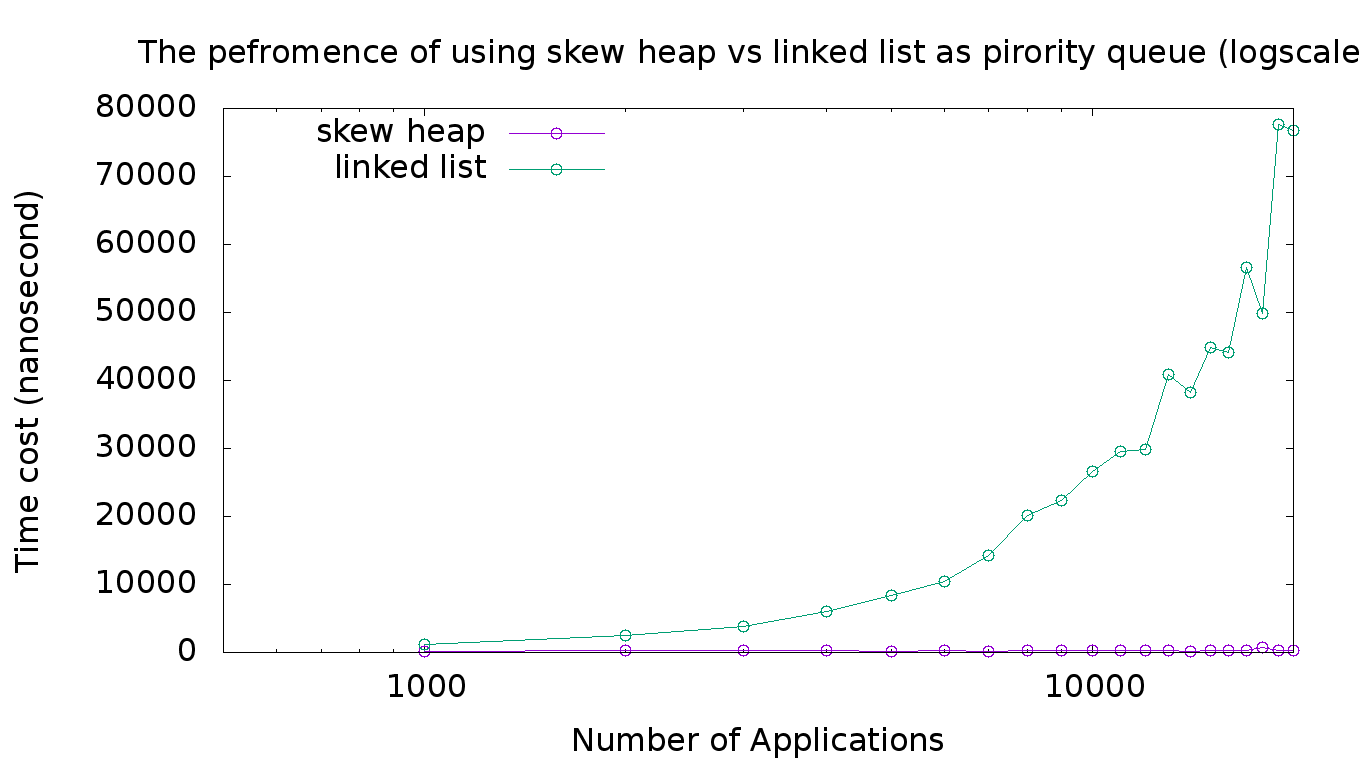 The pefromence of using skew heap vs linked list as pirority queue (logscale
80000
70000
60000
50000
40000
30000
20000
10000
0
skew heap
linked list
Time cost (nanosecond)
1000
10000
Number of Applications